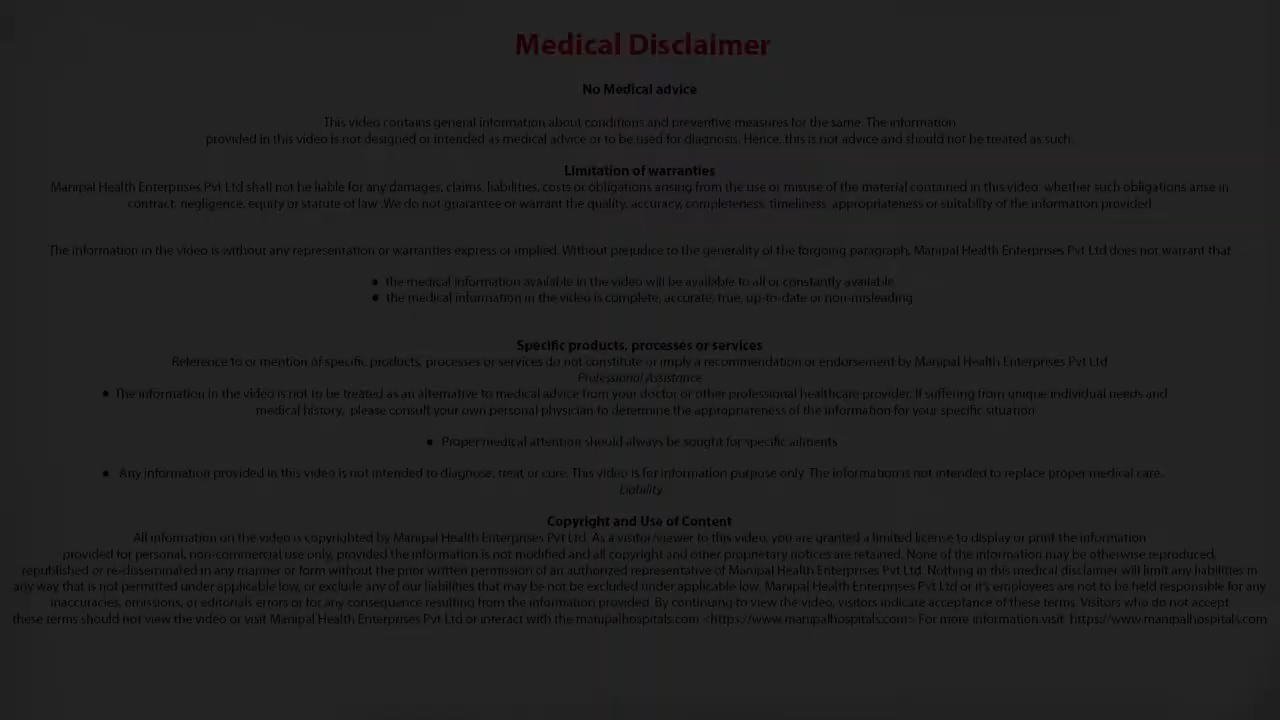 Medical Disclaimer
No Medical advice
This video contains general information about conditions and preventive measures for the same. The information
provided in this video is not designed or intended as medical advice or to be used for diagnosis. Hence, this is not advice and should not be treated as such.
Limitation of warranties
Manipal Health Enterprises Pvt Ltd shall not be liable for any damages, claims, liabilities, costs or obligations arising from the use or misuse of the material contained in this video, whether such obligations arise in
contract, negligence, equity or statute of law .We do not guarantee or warrant the quality, accuracy, completeness, timeliness, appropriateness or suitability of the information provided
The information in the video is without any representation or warranties express or implied. Without prejudice to the generality of the forgoing paragraph, Manipal Health Enterprises Pvt Ltd does not warrant that
● the medical information available in the video will be available to all or constantly available
● the medical information in the video is complete, accurate, true, up-to-date or non-misleading
Specific products, processes or services
Reference to or mention of specific products, processes or services do not constitute or imply a recommendation or endorsement by Manipal Health Enterprises Pvt Ltd
Professional Assistance
● The information in the video is not to be treated as an alternative to medical advice from your doctor or other professional healthcare provider. If suffering from unique individual needs and
medical history, please consult your own personal physician to determine the appropriateness of the information for your specific situation
● Proper medical attention should always be sought for specific ailments
● Any information provided in this video is not intended to diagnose, treat or cure. This video is for information purpose only. The information is not intended to replace proper medical care.
Liability
Copyright and Use of Content
All information on the video is copyrighted by Manipal Health Enterprises Pvt Ltd. As a visitor/viewer to this video, you are granted a limited license to display or print the information
provided for personal, non-commercial use only, provided the information is not modified and all copyright and other proprietary notices are retained. None of the information may be otherwise reproduced,
republished or re-disseminated in any manner or form without the prior written permission of an authorized representative of Manipal Health Enterprises Pvt Ltd. Nothing in this medical disclaimer will limit any liabilities in
any way that is not permitted under applicable low, or exclude any of our liabilities that may be not be excluded under applicable low. Manipal Health Enterprises Pvt Ltd or it's employees are not to be held responsible for any
inaccuracies, omissions, or editorials errors or for any consequence resulting from the information provided. By continuing to view the video, visitors indicate acceptance of these terms. Visitors who do not accept
these terms should not view the video or visit Manipal Health Enterprises Pvt Ltd or interact with the manipalhospitals.com <https://www.manipalhospitals.com> For more information visit https://www.manipalhospitals.com